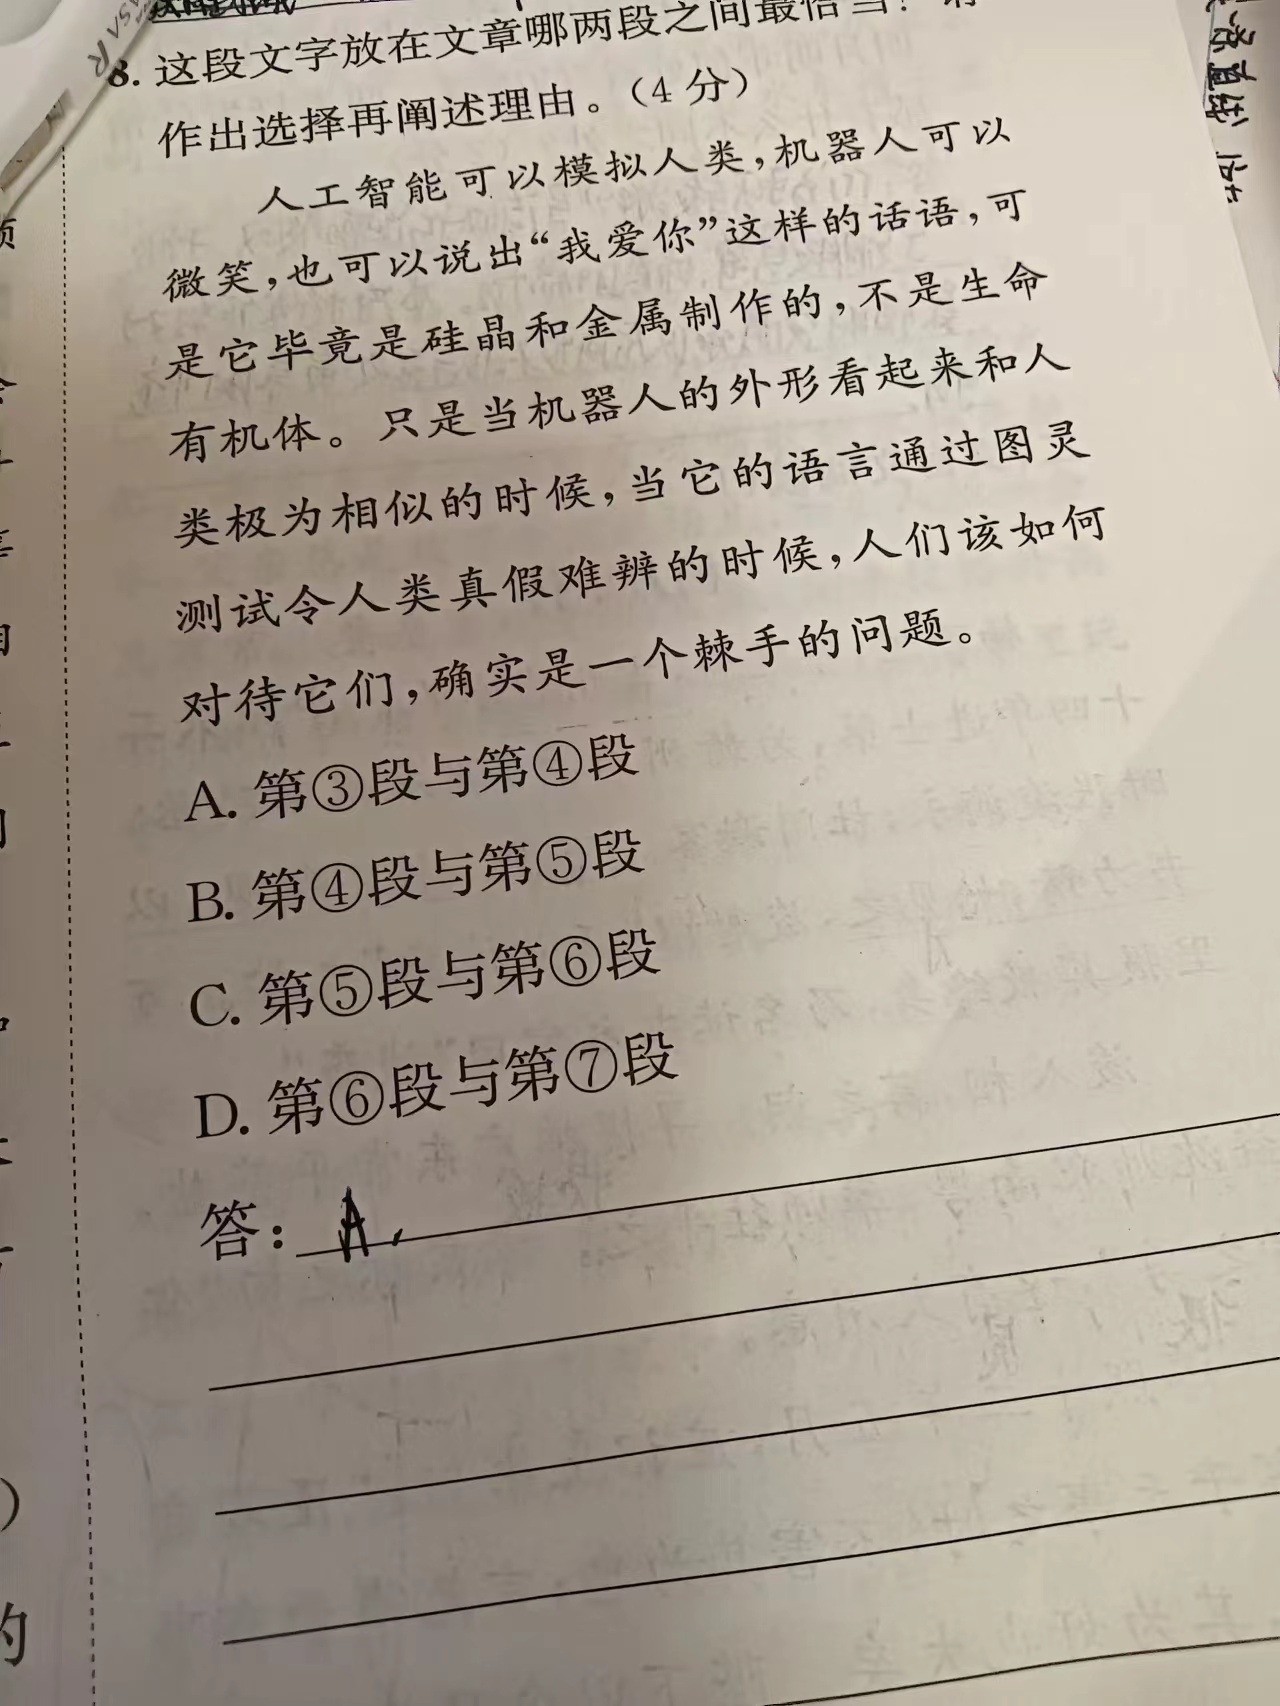 8. 这段文字放在文章哪两段之间最恰当？
作出选择再阐述理由。（4 分）
人工智能可以模拟人类，机器人可以
微笑，也可以说出“我爱你”这样的话语，可
是它毕竟是硅晶和金属制作的，不是生命
有机体。只是当机器人的外形看起来和人
类极为相似的时候，当它的语言通过图灵
测试令人类真假难辨的时候，人们该如何
对待它们，确实是一个棘手的问题。
A. 第③段与第④段
B. 第④段与第⑤段
C. 第⑤段与第⑥段
D. 第⑥段与第⑦段
答：A.